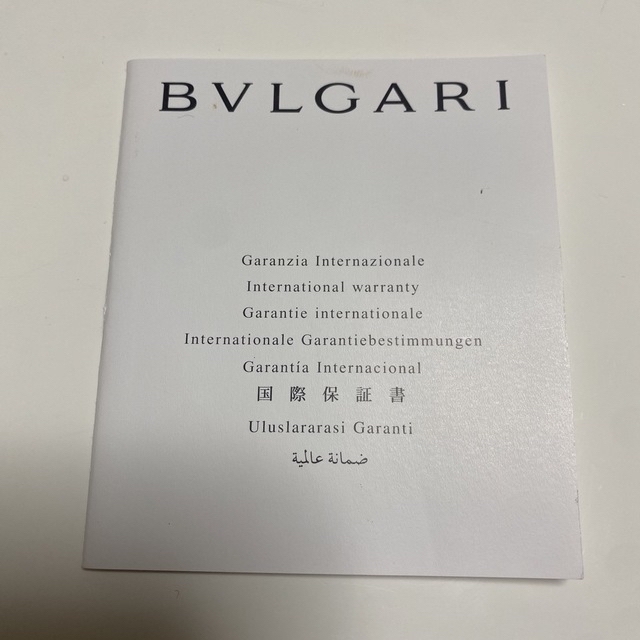 BVLGARI
Garanzia Internazionale
International warranty
Garantie internationale
Internationale Garantiebestimmungen
Garantía Internacional
国際保証書
Uluslararasi Garanti
ضمانة عالمية